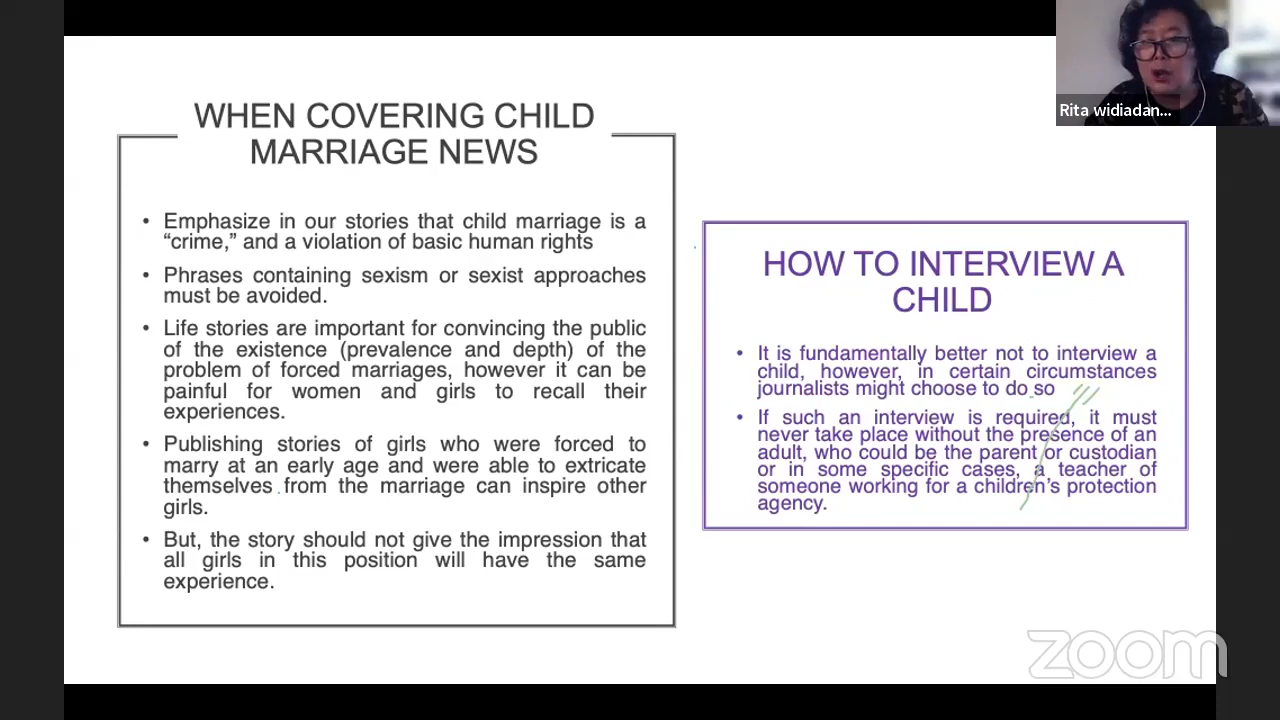 WHEN COVERING CHILD
MARRIAGE NEWS
• Emphasize in our stories that child marriage is a
“crime,” and a violation of basic human rights
• Phrases containing sexism or sexist approaches
must be avoided.
• Life stories are important for convincing the public
of the existence (prevalence and depth) of the
problem of forced marriages, however it can be
painful for women and girls to recall their
experiences.
• Publishing stories of girls who were forced to
marry at an early age and were able to extricate
themselves from the marriage can inspire other
girls.
• But, the story should not give the impression that
all girls in this position will have the same
experience.
HOW TO INTERVIEW A
CHILD
• It is fundamentally better not to interview a
child, however, in certain circumstances
journalists might choose to do so
• If such an interview is required, it must
never take place without the presence of an
adult, who could be the parent or custodian
or in some specific cases, a teacher of
someone working for a children’s protection
agency.
Rita widiadan...
zoom